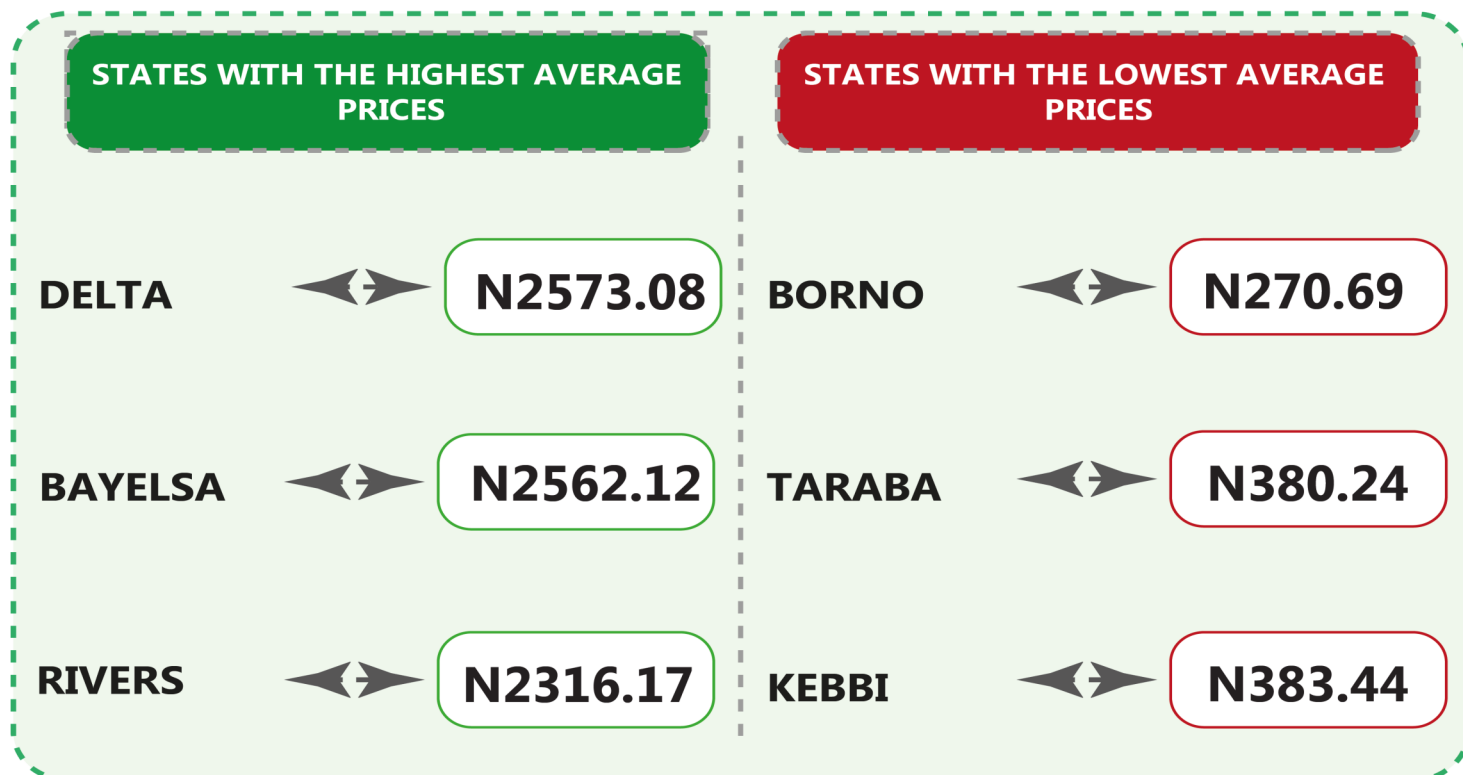 STATES WITH THE HIGHEST AVERAGE
PRICES
DELTA
N2573.08
BAYELSA
N2562.12
RIVERS
N2316.17
STATES WITH THE LOWEST AVERAGE
PRICES
BORNO
N270.69
TARABA
N380.24
KEBBI
N383.44